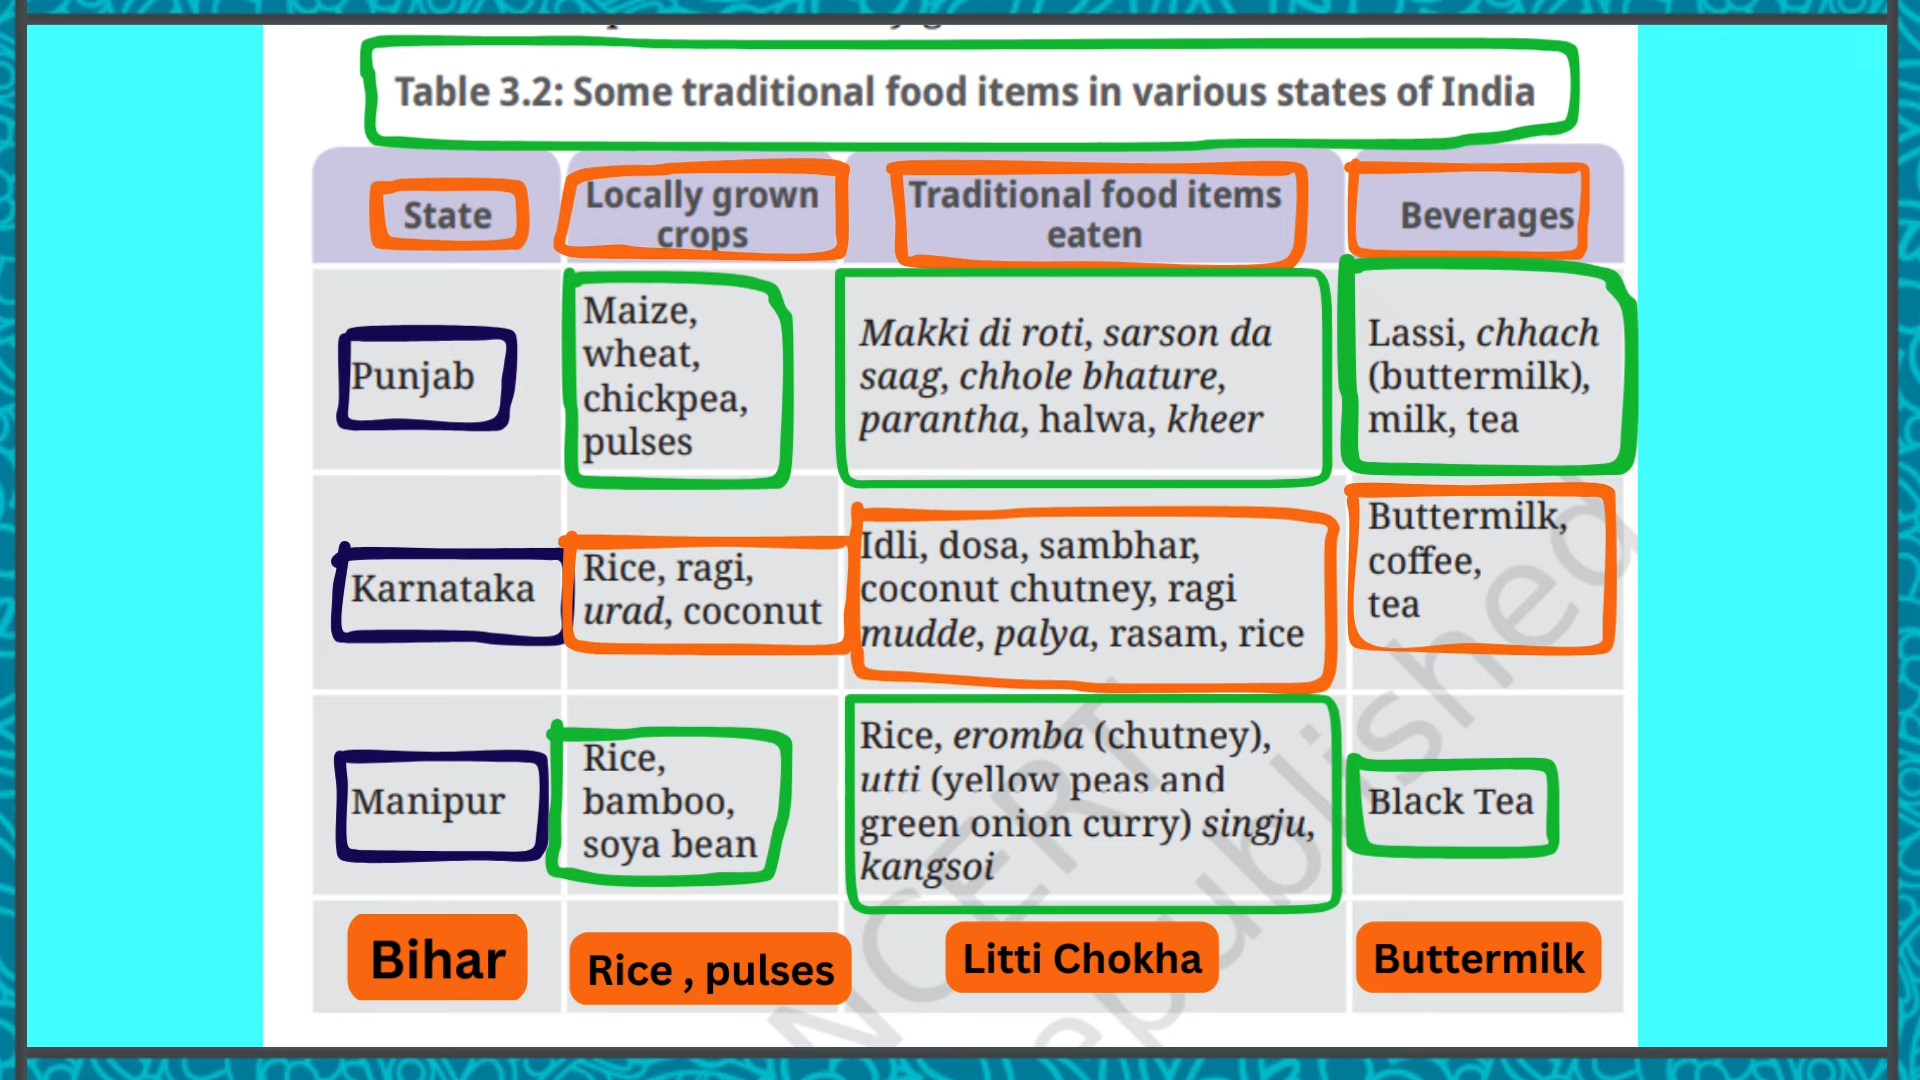 Table 3.2: Some traditional food items in various states of India
State
Locally grown
crops
Traditional food items
eaten
Beverages
Punjab
Maize,
wheat,
chickpea,
pulses
Makki di roti, sarson da
saag, chhole bhature,
parantha, halwa, kheer
Lassi, chhach
(buttermilk),
milk, tea
Karnataka
Rice, ragi,
urad, coconut
Idli, dosa, sambhar,
coconut chutney, ragi
mudde, palya, rasam, rice
Buttermilk,
coffee,
tea
Manipur
Rice,
bamboo,
soya bean
Rice, eromba (chutney),
utti (yellow peas and
green onion curry) singju,
kangsoi
Black Tea
Bihar
Rice , pulses
Litti Chokha
Buttermilk
NCERT
republished